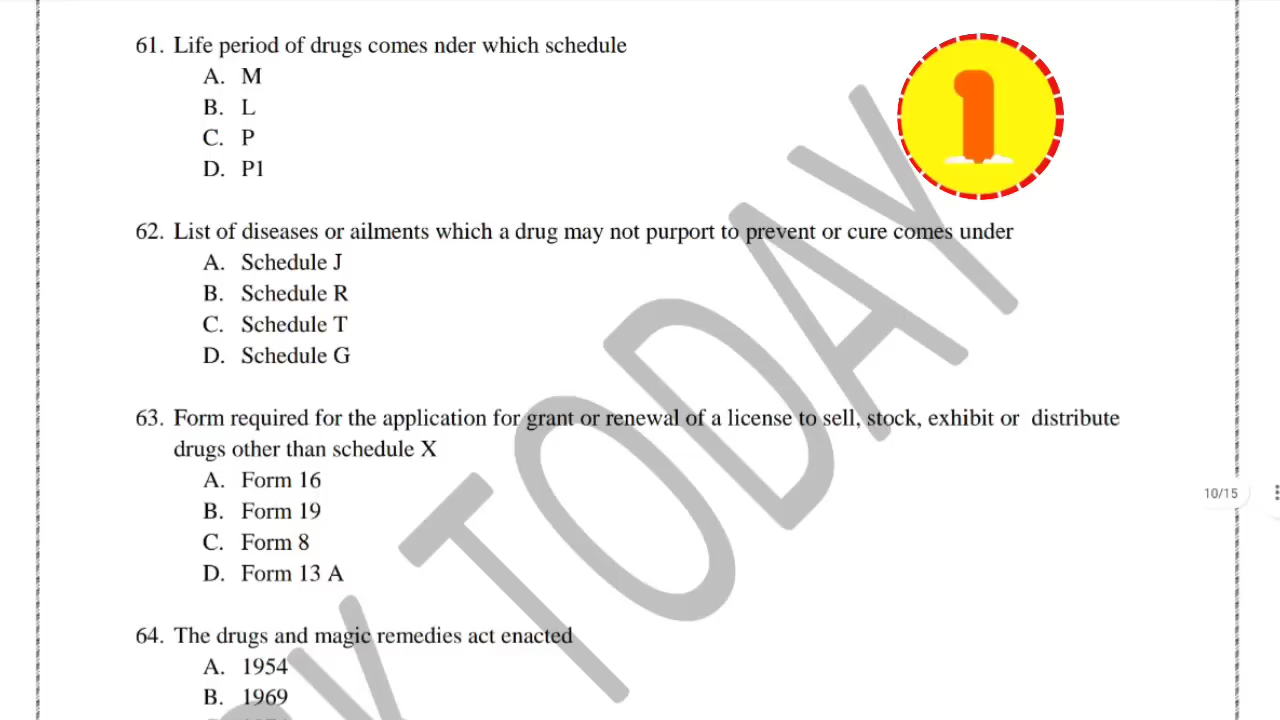 61. Life period of drugs comes nder which schedule
A. M
B. L
C. P
D. P1
1
62. List of diseases or ailments which a drug may not purport to prevent or cure comes under
A. Schedule J
B. Schedule R
C. Schedule T
D. Schedule G
63. Form required for the application for grant or renewal of a license to sell, stock, exhibit or distribute
drugs other than schedule X
A. Form 16
B. Form 19
C. Form 8
D. Form 13 A
10/15
64. The drugs and magic remedies act enacted
A. 1954
B. 1969
TODAY